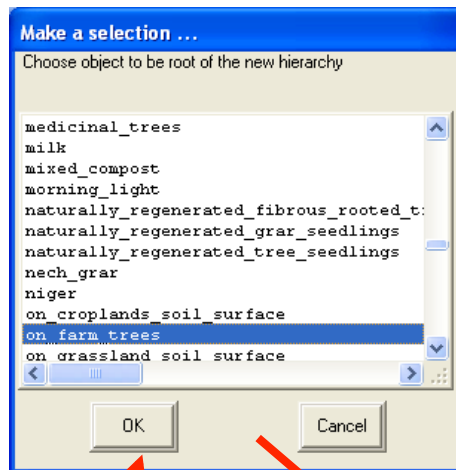 Make a selection ...
Choose object to be root of the new hierarchy
medicinal_trees
milk
mixed_compost
morning_light
naturally_regenerated_fibrous_rooted_t
naturally_regenerated_grar_seedlings
naturally_regenerated_tree_seedlings
nech_grar
niger
on_croplands_soil_surface
on_farm_trees
on_grassland_soil_surface
OK Cancel